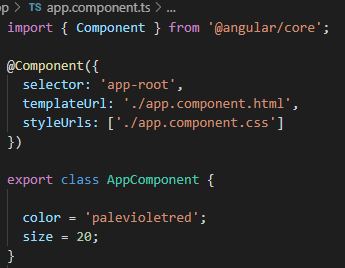 p > TS app.component.ts > ...
import { Component } from '@angular/core';
@Component({
  selector: 'app-root',
  templateUrl: './app.component.html',
  styleUrls: ['./app.component.css']
})
export class AppComponent {
  color = 'palevioletred';
  size = 20;
}